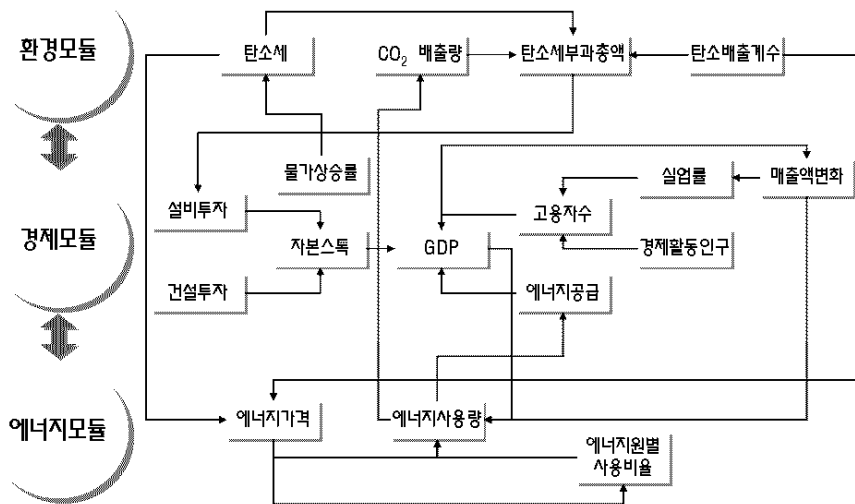 환경모듈
탄소세
CO₂ 배출량
탄소세부과총액
탄소배출계수
물가상승률
실업률
매출액변화
설비투자
고용자수
경제모듈
자본스톡
GDP
경제활동인구
건설투자
에너지공급
에너지모듈
에너지가격
에너지사용량
에너지원별
사용비율